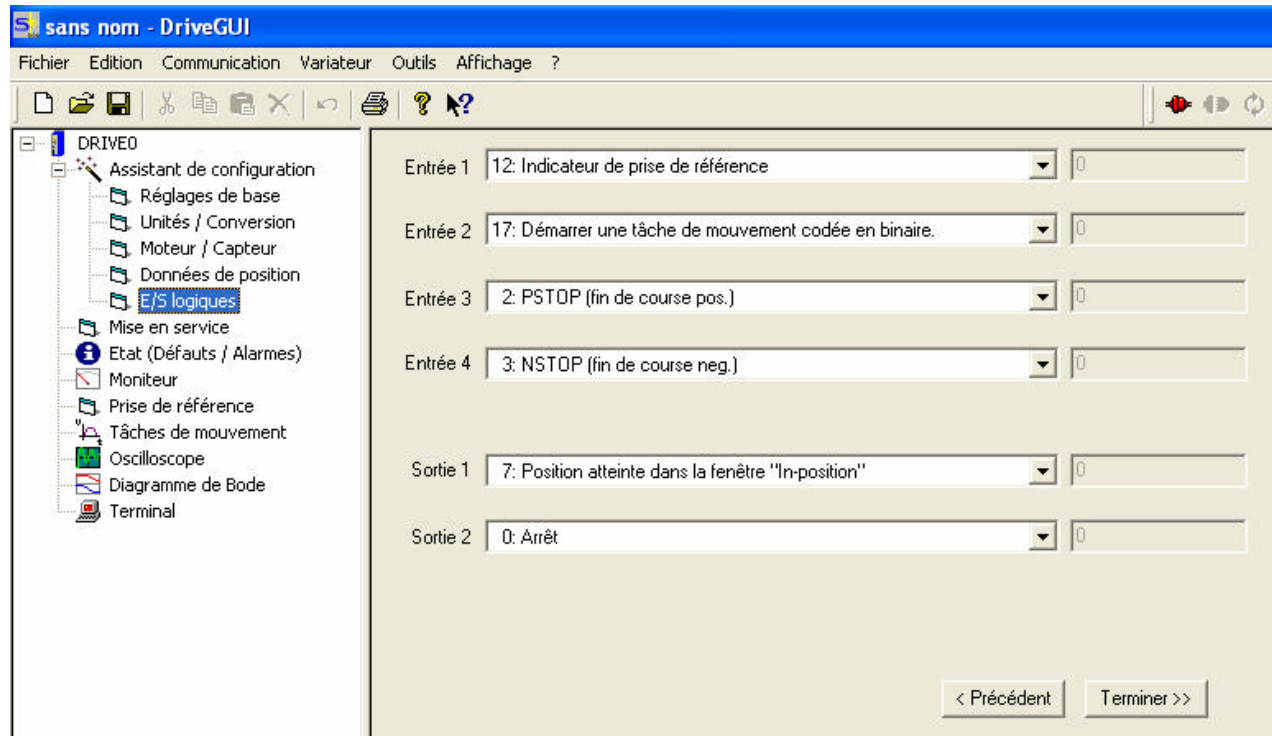 sans nom - DriveGUI
Fichier Edition Communication Variateur Outils Affichage ?
DRIVE0
Assistant de configuration
Réglages de base
Unités / Conversion
Moteur / Capteur
Données de position
E/S logiques
Mise en service
Etat (Défauts / Alarmes)
Moniteur
Prise de référence
Tâches de mouvement
Oscilloscope
Diagramme de Bode
Terminal
Entrée 1 12: Indicateur de prise de référence 0
Entrée 2 17: Démarrer une tâche de mouvement codée en binaire. 0
Entrée 3 2: PSTOP (fin de course pos.) 0
Entrée 4 3: NSTOP (fin de course neg.) 0
Sortie 1 7: Position atteinte dans la fenêtre "In-position" 0
Sortie 2 0: Arrêt 0
< Précédent Terminer >>